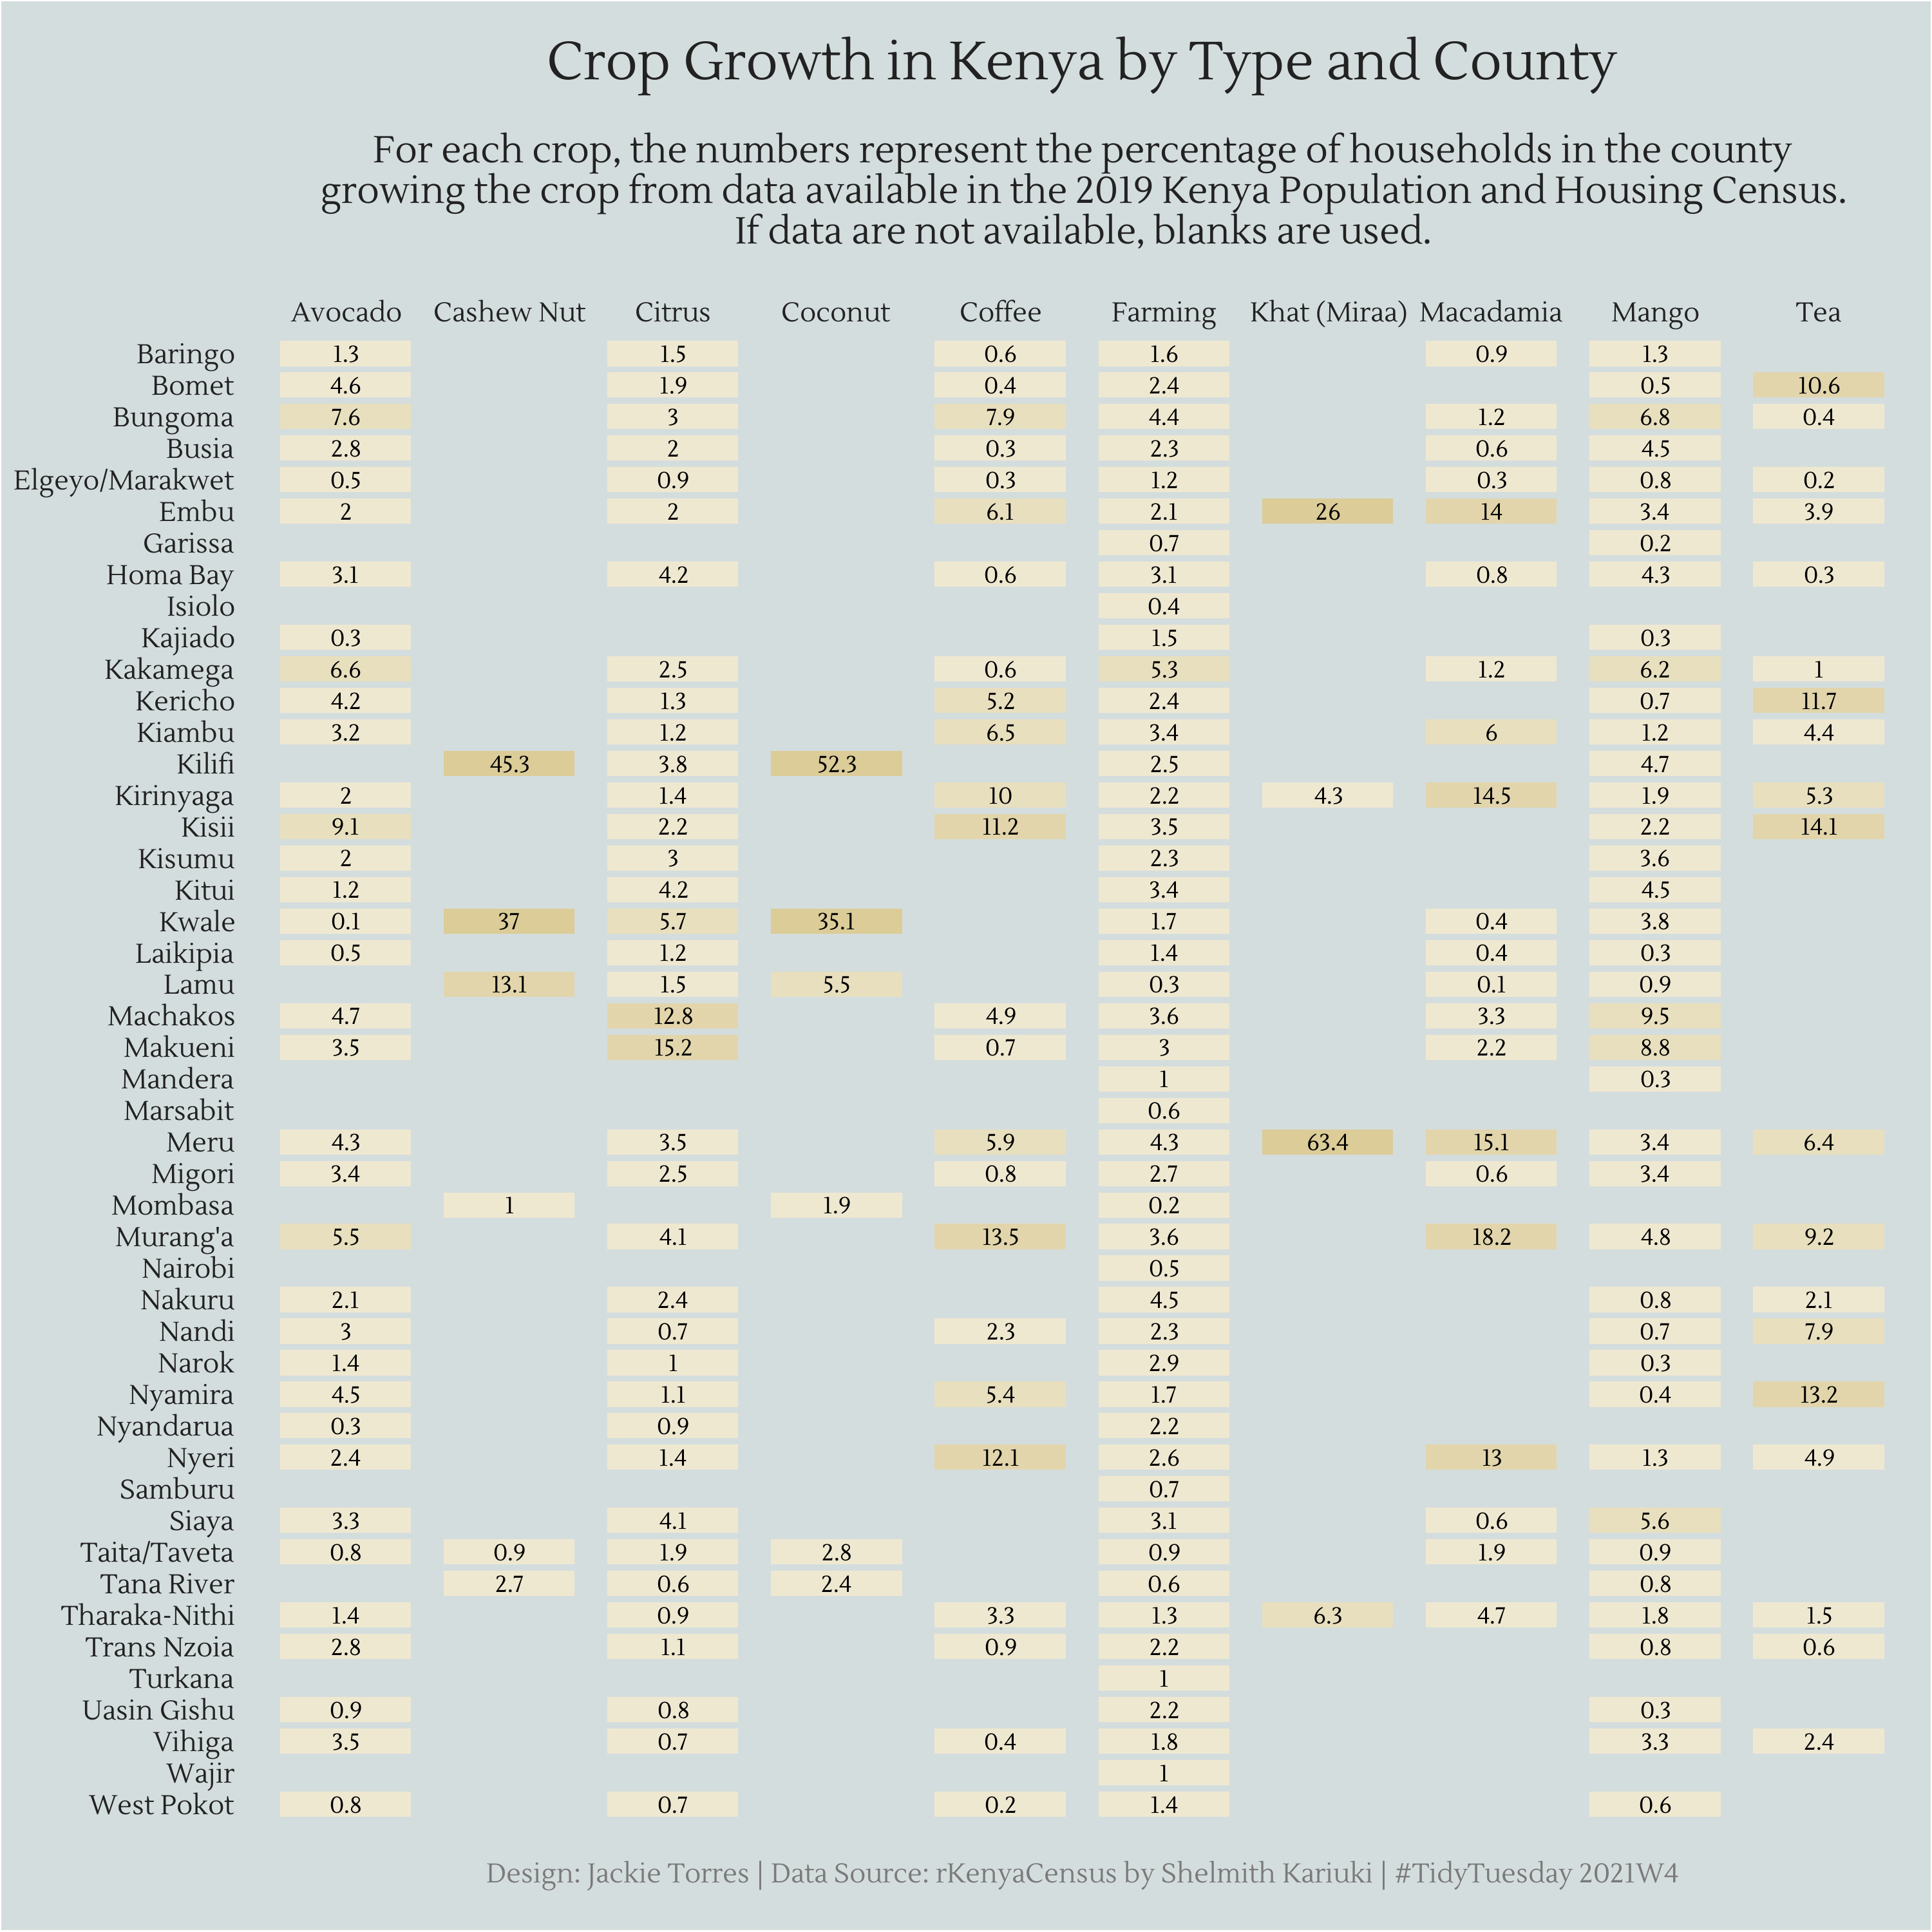 Crop Growth in Kenya by Type and County
For each crop, the numbers represent the percentage of households in the county
growing the crop from data available in the 2019 Kenya Population and Housing Census.
If data are not available, blanks are used.
Avocado Cashew Nut Citrus Coconut Coffee Farming Khat (Miraa) Macadamia Mango Tea
Baringo 1.3 1.5 0.6 1.6 0.9 1.3
Bomet 4.6 1.9 0.4 2.4 0.5 10.6
Bungoma 7.6 3 7.9 4.4 1.2 6.8 0.4
Busia 2.8 2 0.3 2.3 0.6 4.5
Elgeyo/Marakwet 0.5 0.9 0.3 1.2 0.3 0.8 0.2
Embu 2 2 6.1 2.1 26 14 3.4 3.9
Garissa 0.7 0.2
Homa Bay 3.1 4.2 0.6 3.1 0.8 4.3 0.3
Isiolo 0.4
Kajiado 0.3 1.5 0.3
Kakamega 6.6 2.5 0.6 5.3 1.2 6.2 1
Kericho 4.2 1.3 5.2 2.4 0.7 11.7
Kiambu 3.2 1.2 6.5 3.4 6 1.2 4.4
Kilifi 45.3 3.8 52.3 2.5 4.7
Kirinyaga 2 1.4 10 2.2 4.3 14.5 1.9 5.3
Kisii 9.1 2.2 11.2 3.5 2.2 14.1
Kisumu 2 3 2.3 3.6
Kitui 1.2 4.2 3.4 4.5
Kwale 0.1 37 5.7 35.1 1.7 0.4 3.8
Laikipia 0.5 1.2 1.4 0.4 0.3
Lamu 13.1 1.5 5.5 0.3 0.1 0.9
Machakos 4.7 12.8 4.9 3.6 3.3 9.5
Makueni 3.5 15.2 0.7 3 2.2 8.8
Mandera 1 0.3
Marsabit 0.6
Meru 4.3 3.5 5.9 4.3 63.4 15.1 3.4 6.4
Migori 3.4 2.5 0.8 2.7 0.6 3.4
Mombasa 1 1.9 0.2
Murang'a 5.5 4.1 13.5 3.6 18.2 4.8 9.2
Nairobi 0.5
Nakuru 2.1 2.4 4.5 0.8 2.1
Nandi 3 0.7 2.3 2.3 0.7 7.9
Narok 1.4 1 2.9 0.3
Nyamira 4.5 1.1 5.4 1.7 0.4 13.2
Nyandarua 0.3 0.9 2.2
Nyeri 2.4 1.4 12.1 2.6 13 1.3 4.9
Samburu 0.7
Siaya 3.3 4.1 3.1 0.6 5.6
Taita/Taveta 0.8 0.9 1.9 2.8 0.9 1.9 0.9
Tana River 2.7 0.6 2.4 0.6 0.8
Tharaka-Nithi 1.4 0.9 3.3 1.3 6.3 4.7 1.8 1.5
Trans Nzoia 2.8 1.1 0.9 2.2 0.8 0.6
Turkana 1
Uasin Gishu 0.9 0.8 2.2 0.3
Vihiga 3.5 0.7 0.4 1.8 3.3 2.4
Wajir 1
West Pokot 0.8 0.7 0.2 1.4 0.6
Design: Jackie Torres | Data Source: rKenyaCensus by Shelmith Kariuki | #TidyTuesday 2021W4